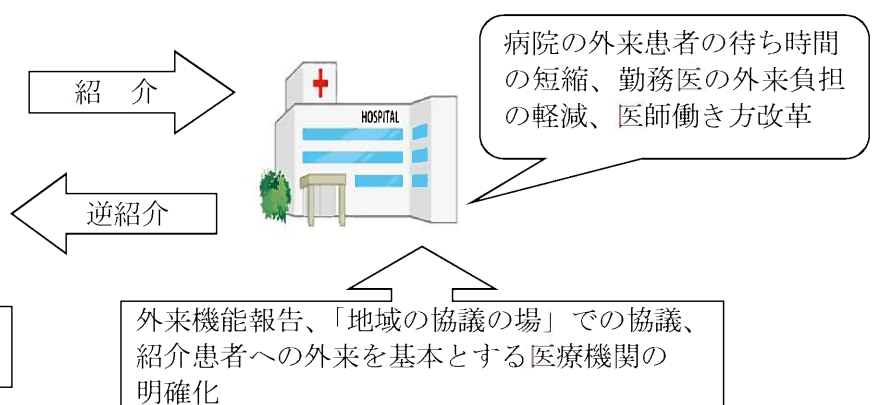 紹　介
HOSPITAL
病院の外来患者の待ち時間
の短縮、勤務医の外来負担
の軽減、医師働き方改革
逆紹介
外来機能報告、「地域の協議の場」での協議、
紹介患者への外来を基本とする医療機関の
明確化